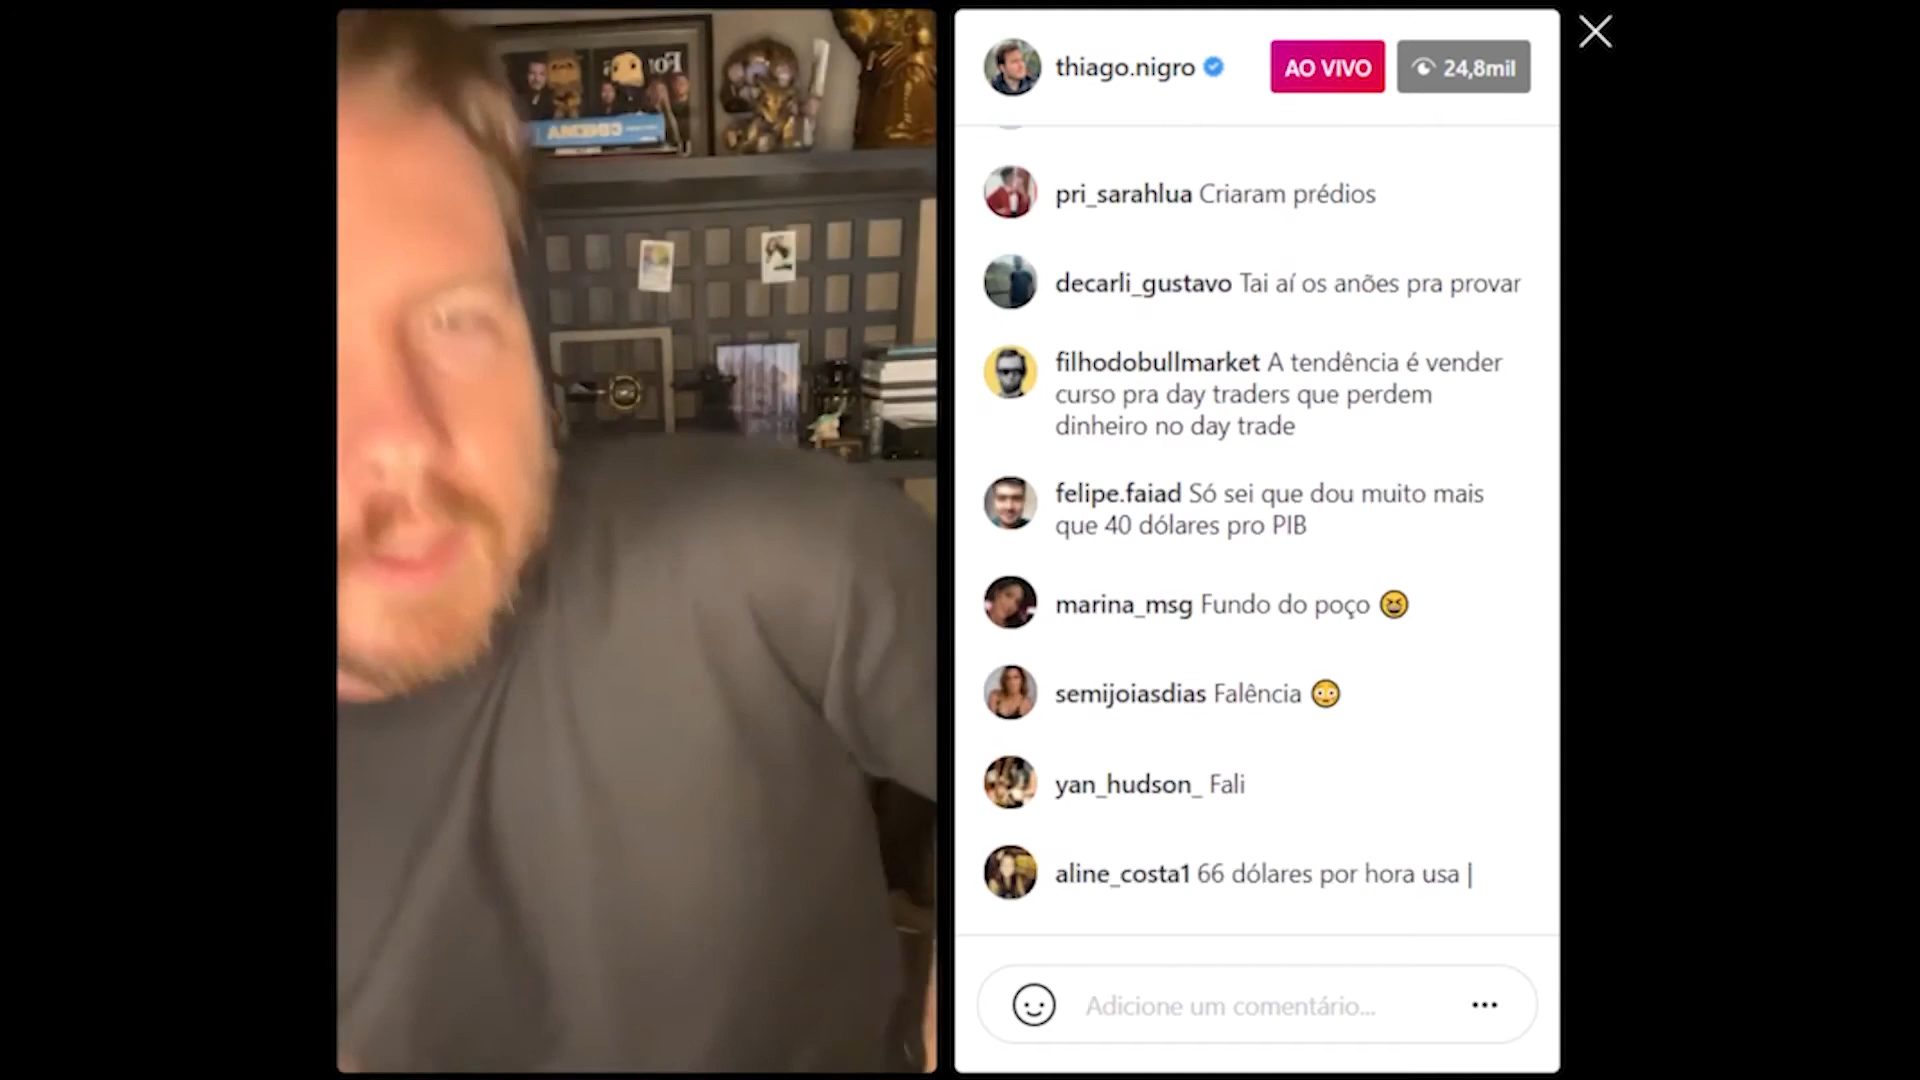 thiago.nigro
AO VIVO
24,8mil
pri_sarahlua Criaram prédios
decarli_gustavo Tai aí os anões pra provar
filhodobullmarket A tendência é vender
curso pra day traders que perdem
dinheiro no day trade
felipe.faiad Só sei que dou muito mais
que 40 dólares pro PIB
marina_msg Fundo do poço 😆
semijoiasdias Falência 😳
yan_hudson_ Fali
aline_costa1 66 dólares por hora usa |
Adicione um comentário...